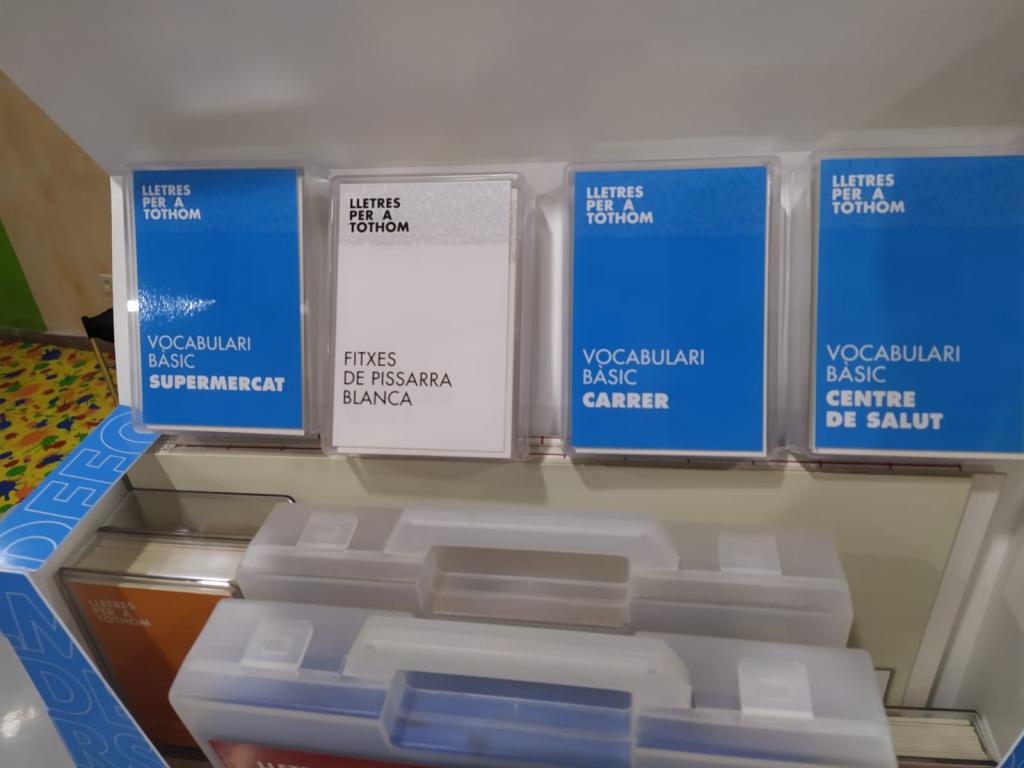 LLETRES
PER A
TOTHOM
VOCABULARI
BÀSIC
SUPERMERCAT
LLETRES
PER A
TOTHOM
FITXES
DE PISSARRA
BLANCA
LLETRES
PER A
TOTHOM
VOCABULARI
BÀSIC
CARRER
LLETRES
PER A
TOTHOM
VOCABULARI
BÀSIC
CENTRE
DE SALUT
LLETRES
PER A
TOTHOM